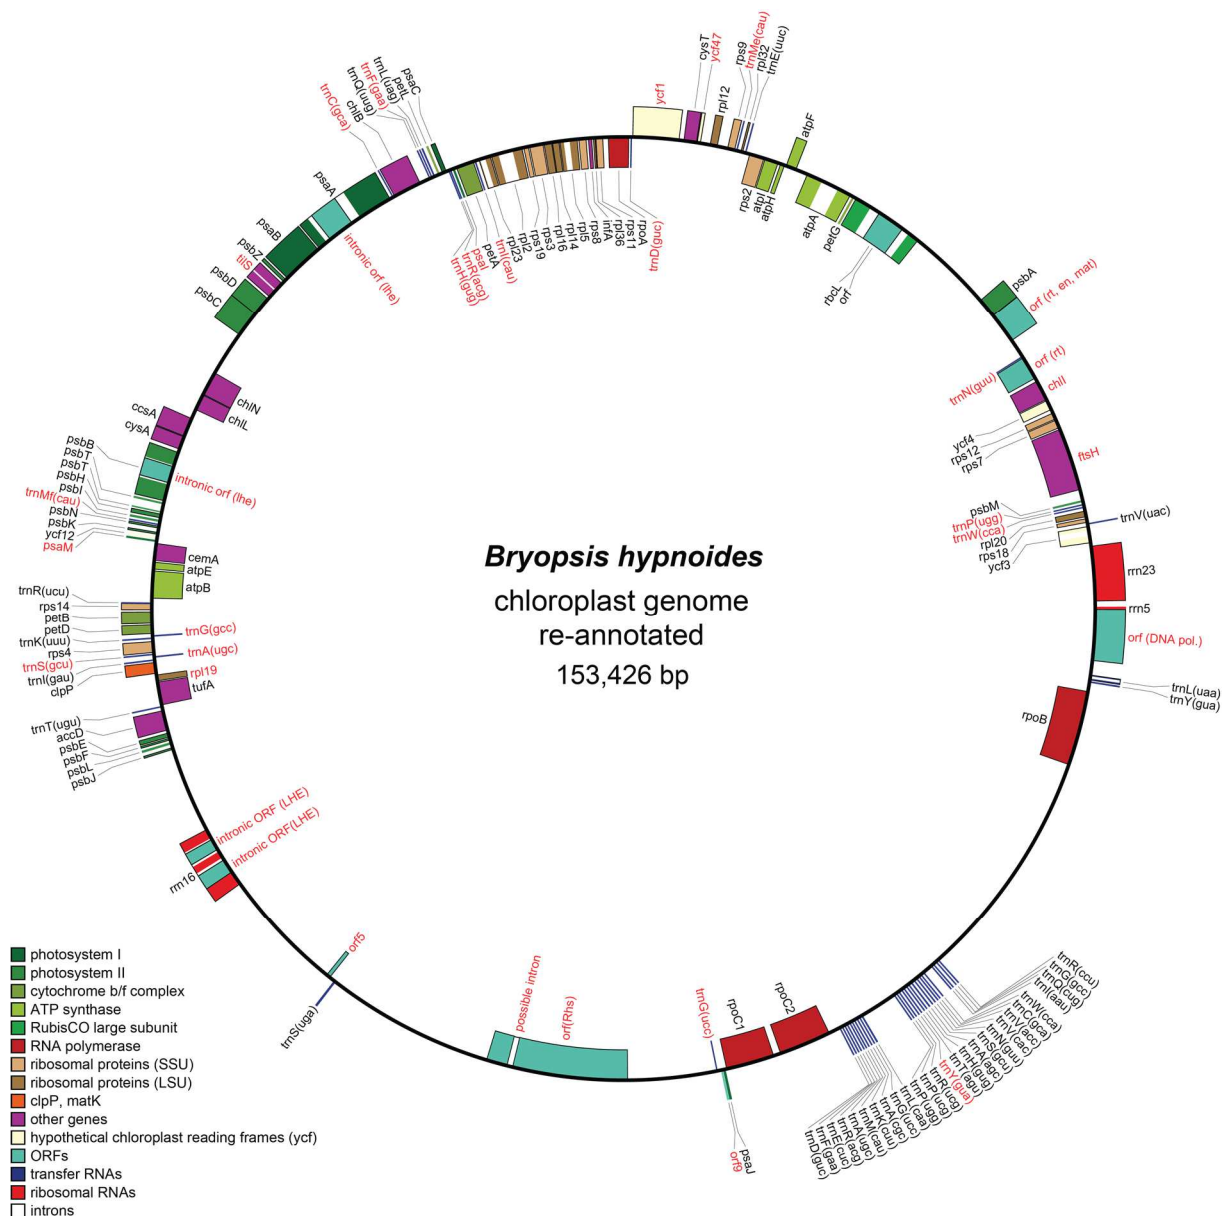 Bryopsis hypnoides
chloroplast genome
re-annotated
153,426 bp
ycf1
cysT
ycf47
rpl12
rps9
trnMe(cau)
rpl32
trnE(uuc)
atpF
rps2
atpI
atpH
atpA
petG
rbcL
orf
psbA
orf (rt, en, mat)
orf (rt)
trnN(guu)
chlI
ycf4
rps12
rps7
ftsH
psbM
trnP(ugg)
trnW(cca)
rpl20
rps18
ycf3
trnV(uac)
rrn23
rrn5
orf (DNA pol.)
trnL(uaa)
trnY(gua)
rpoB
trnR(ccu)
trnG(gcc)
trnQ(cug)
trnI(aau)
trnW(cca)
trnC(gca)
trnV(acc)
trnV(cac)
trnN(guu)
trnS(gcu)
trnA(agc)
trnH(gug)
trnT(agu)
trnY(gua)
trnR(ucg)
trnP(ucg)
trnP(ugg)
trnL(caa)
trnG(ucc)
trnA(cgc)
trnK(cuu)
trnM(cau)
trnA(ugc)
trnR(acg)
trnE(cuc)
trnF(gaa)
trnD(guc)
rpoC2
rpoC1
trnG(ucc)
psaJ
orf9
orf(Rhs)
possible intron
orf5
trnS(uga)
intronic ORF (LHE)
intronic ORF(LHE)
rrn16
psbJ
psbL
psbF
psbE
accD
trnT(ugu)
tufA
rpl19
clpP
trnI(gau)
trnS(gcu)
rps4
trnK(uuu)
trnA(ugc)
trnG(gcc)
petD
petB
rps14
trnR(ucu)
atpB
atpE
cemA
psaM
ycf12
psbK
psbN
trnMf(cau)
psbI
psbH
psbT
psbT
psbB
intronic orf (lhe)
cysA
ccsA
chlL
chlN
psbC
psbD
tilS
psbZ
psaB
psaA
intronic orf (lhe)
trnC(gca)
chlB
trnQ(uug)
trnF(gaa)
trnL(uag)
petL
psaC
trnH(gug)
trnR(acg)
psaI
petA
trnI(cau)
rpl23
rpl2
rps19
rps3
rpl16
rpl14
rpl5
rps8
infA
rpl36
rps11
rpoA
trnD(guc)
photosystem I
photosystem II
cytochrome b/f complex
ATP synthase
RubisCO large subunit
RNA polymerase
ribosomal proteins (SSU)
ribosomal proteins (LSU)
clpP, matK
other genes
hypothetical chloroplast reading frames (ycf)
ORFs
transfer RNAs
ribosomal RNAs
introns